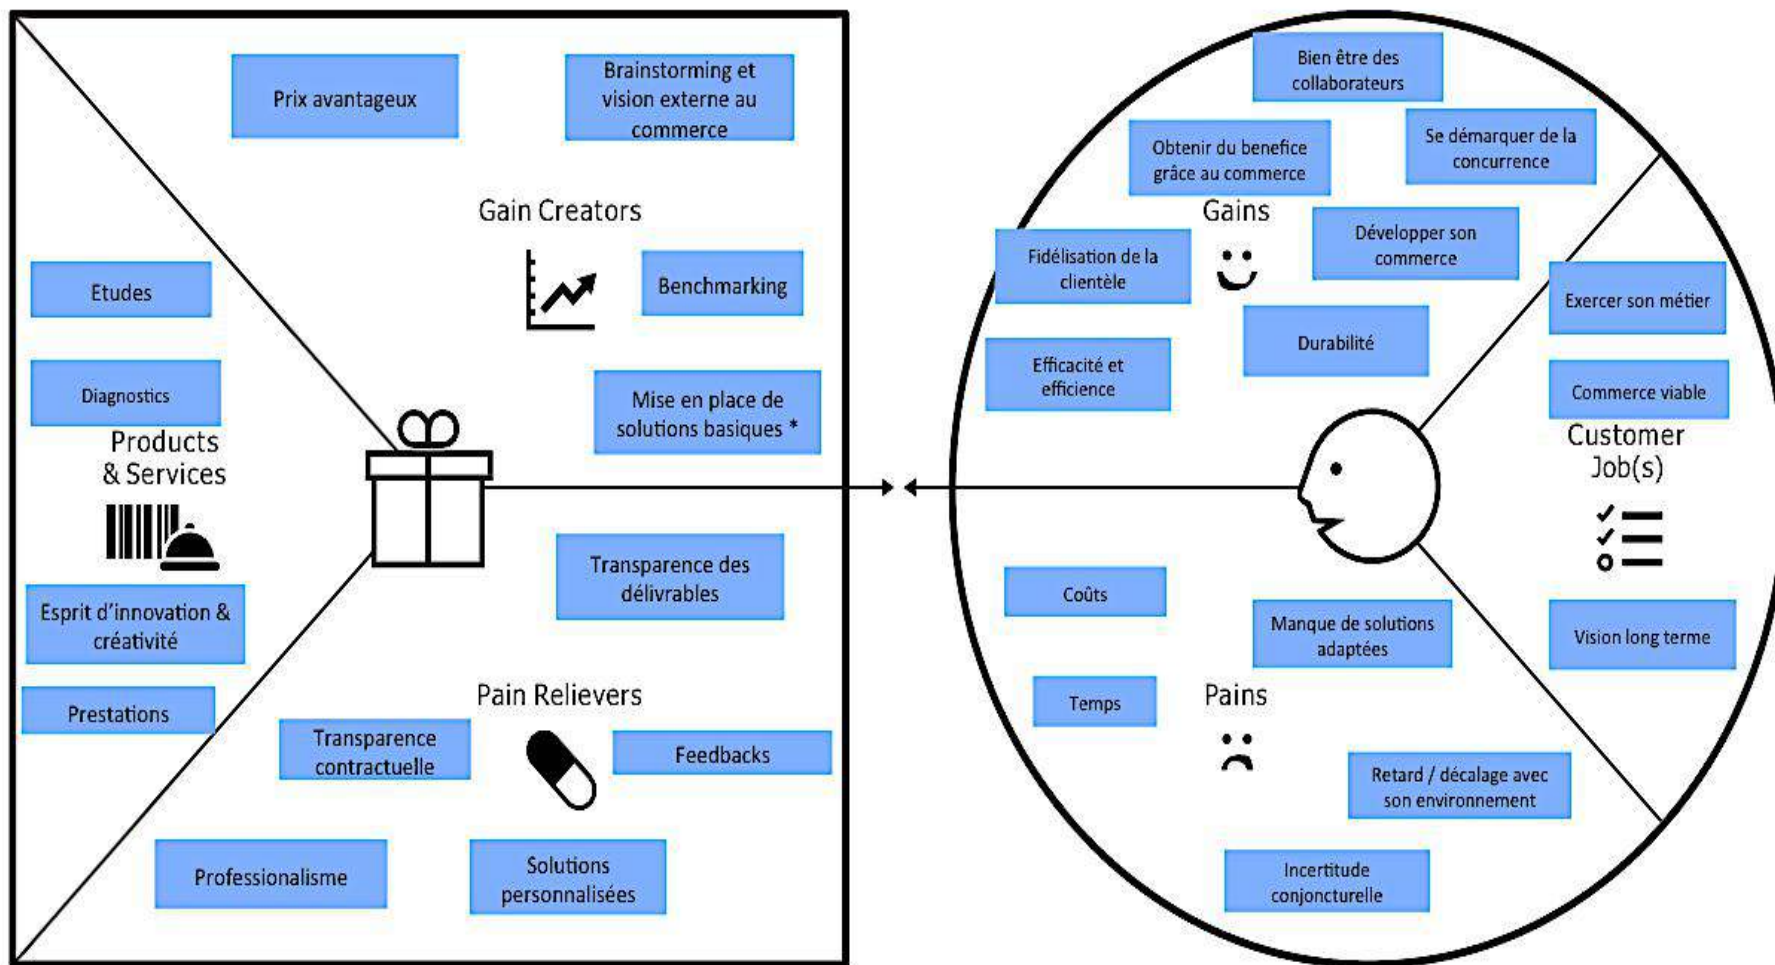 Prix avantageux
Brainstorming et
vision externe au
commerce
Gain Creators
Benchmarking
Mise en place de
solutions basiques *
Etudes
Diagnostics
Products
& Services
Esprit d’innovation &
créativité
Prestations
Transparence des
délivrables
Pain Relievers
Transparence
contractuelle
Feedbacks
Professionalisme
Solutions
personnalisées
Bien être des
collaborateurs
Obtenir du benefice
grâce au commerce
Se démarquer de la
concurrence
Gains
Fidélisation de la
clientèle
Développer son
commerce
Efficacité et
efficience
Durabilité
Exercer son métier
Commerce viable
Customer
Job(s)
Vision long terme
Coûts
Manque de solutions
adaptées
Temps
Pains
Retard / décalage avec
son environnement
Incertitude
conjoncturelle